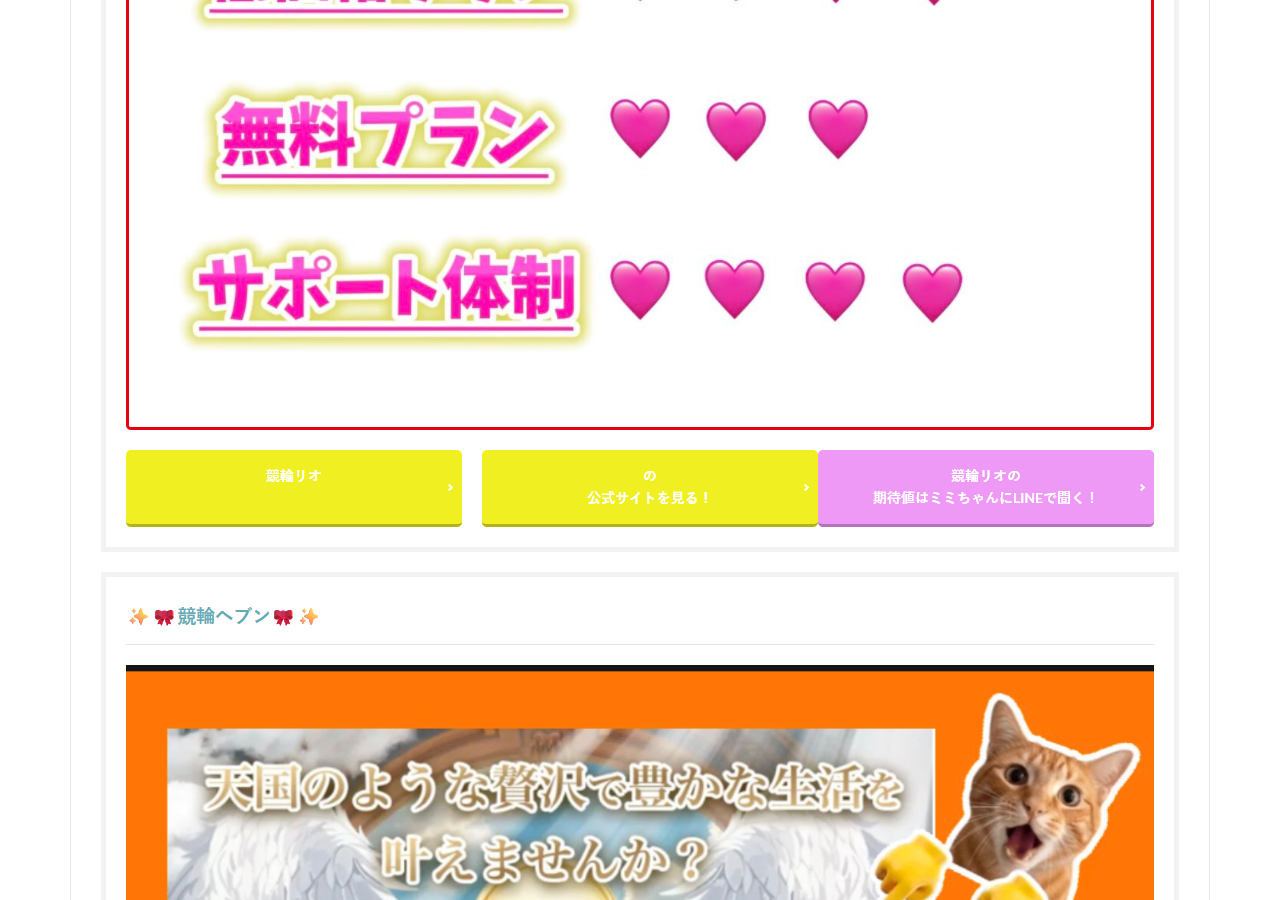 無料プラン
サポート体制
競輪リオ
の
公式サイトを見る！
競輪リオの
期待値はミミちゃんにLINEで聞く！
✨🎀競輪ヘブン🎀✨
天国のような贅沢で豊かな生活を
叶えませんか？